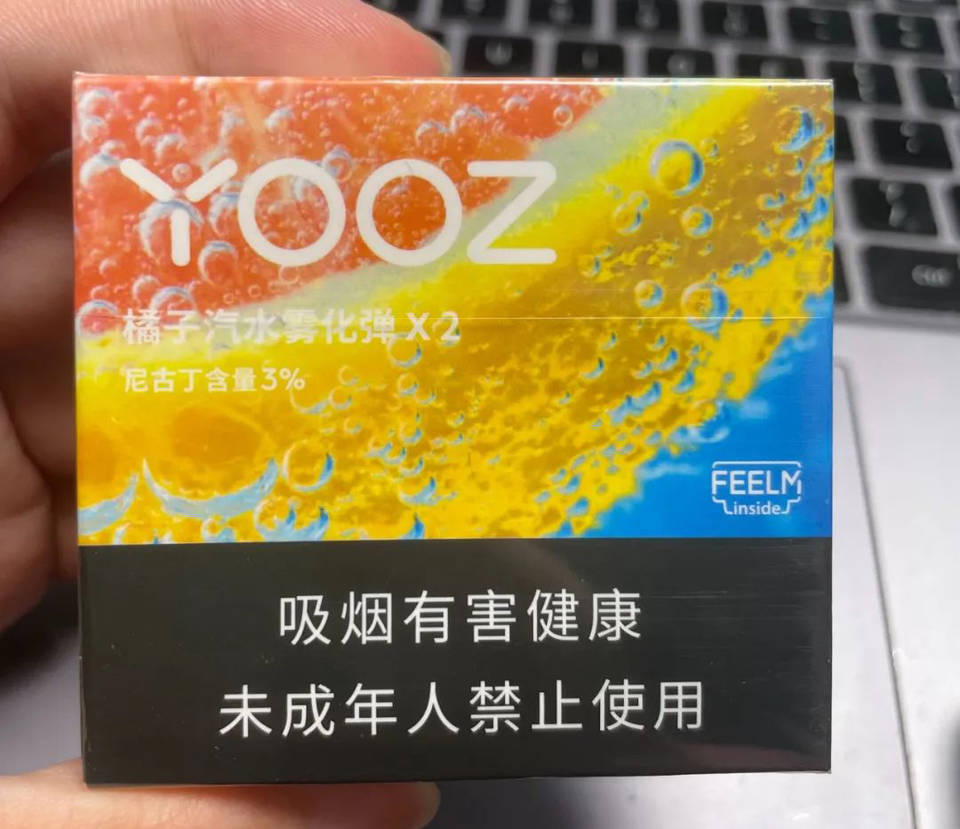 YOOZ
橘子汽水雾化弹 X2
尼古丁含量3%
FEELM
inside
吸烟有害健康
未成年人禁止使用